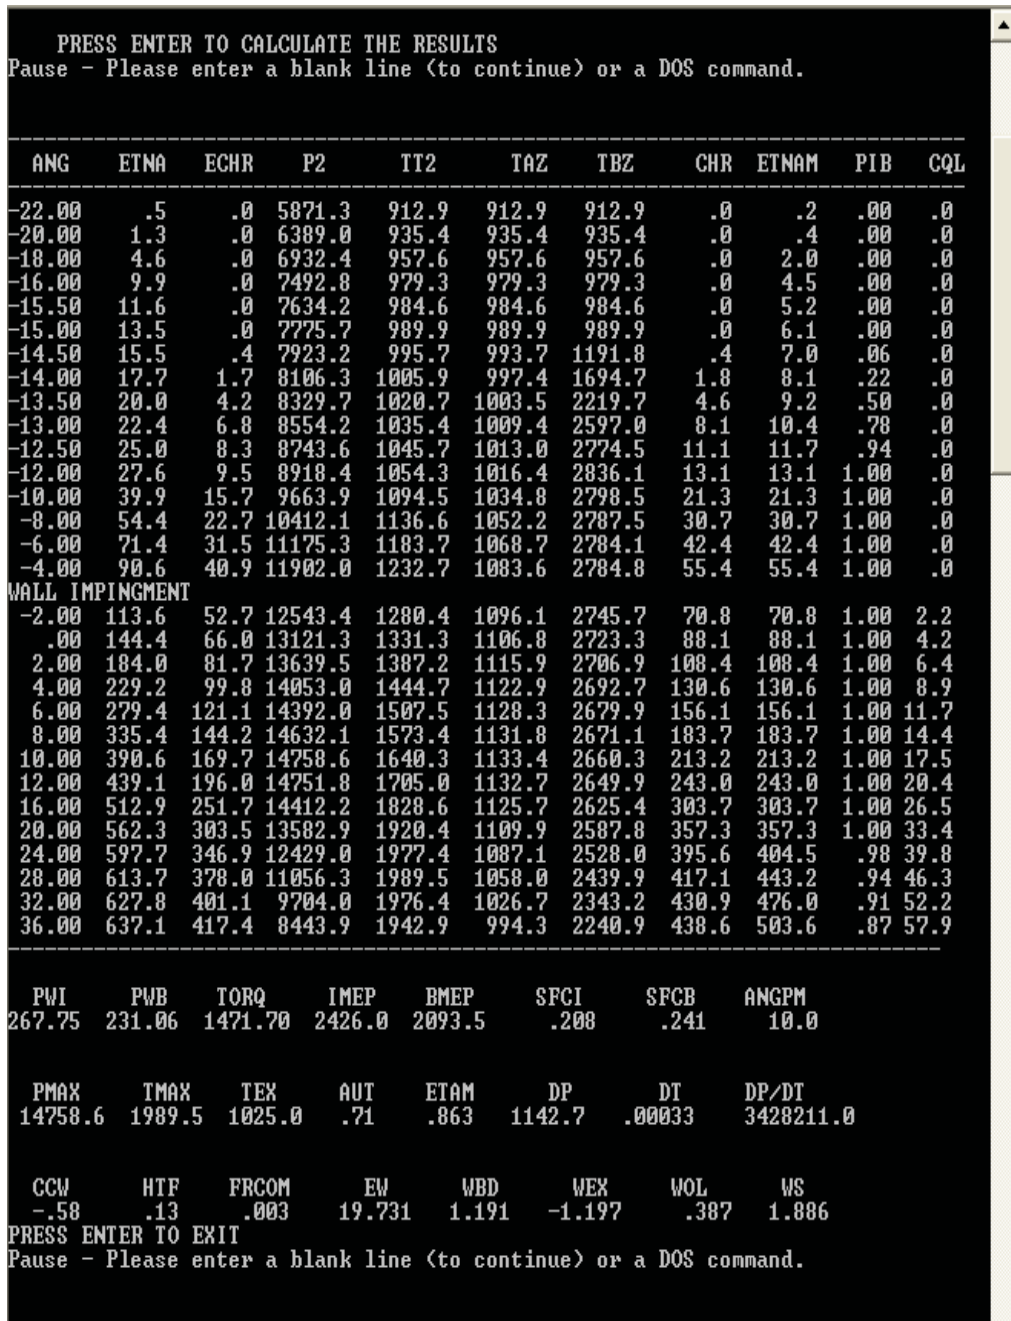 PRESS ENTER TO CALCULATE THE RESULTS
Pause - Please enter a blank line (to continue) or a DOS command.
ANG ETNA ECHR P2 TT2 TAZ TBZ CHR ETNAM PIB CQL
-22.00 .5 .0 5871.3 912.9 912.9 912.9 .0 .2 .00 .0
-20.00 1.3 .0 6389.0 935.4 935.4 935.4 .0 .4 .00 .0
-18.00 4.6 .0 6932.4 957.6 957.6 957.6 .0 2.0 .00 .0
-16.00 9.9 .0 7492.8 979.3 979.3 979.3 .0 4.5 .00 .0
-15.50 11.6 .0 7634.2 984.6 984.6 984.6 .0 5.2 .00 .0
-15.00 13.5 .0 7775.7 989.9 989.9 989.9 .0 6.1 .00 .0
-14.50 15.5 .4 7923.2 995.7 993.7 1191.8 .4 7.0 .06 .0
-14.00 17.7 1.7 8106.3 1005.9 997.4 1694.7 1.8 8.1 .22 .0
-13.50 20.0 4.2 8329.7 1020.7 1003.5 2219.7 4.6 9.2 .50 .0
-13.00 22.4 6.8 8554.2 1035.4 1009.4 2597.0 8.1 10.4 .78 .0
-12.50 25.0 8.3 8743.6 1045.7 1013.0 2774.5 11.1 11.7 .94 .0
-12.00 27.6 9.5 8918.4 1054.3 1016.4 2836.1 13.1 13.1 1.00 .0
-10.00 39.9 15.7 9663.9 1094.5 1034.8 2798.5 21.3 21.3 1.00 .0
-8.00 54.4 22.7 10412.1 1136.6 1052.2 2787.5 30.7 30.7 1.00 .0
-6.00 71.4 31.5 11175.3 1183.7 1068.7 2784.1 42.4 42.4 1.00 .0
-4.00 90.6 40.9 11902.0 1232.7 1083.6 2784.8 55.4 55.4 1.00 .0
WALL IMPINGMENT
-2.00 113.6 52.7 12543.4 1280.4 1096.1 2745.7 70.8 70.8 1.00 2.2
.00 144.4 66.0 13121.3 1331.3 1106.8 2723.3 88.1 88.1 1.00 4.2
2.00 184.0 81.7 13639.5 1387.2 1115.9 2706.9 108.4 108.4 1.00 6.4
4.00 229.2 99.8 14053.0 1444.7 1122.9 2692.7 130.6 130.6 1.00 8.9
6.00 279.4 121.1 14392.0 1507.5 1128.3 2679.9 156.1 156.1 1.00 11.7
8.00 335.4 144.2 14632.1 1573.4 1131.8 2671.1 183.7 183.7 1.00 14.4
10.00 390.6 169.7 14758.6 1640.3 1133.4 2660.3 213.2 213.2 1.00 17.5
12.00 439.1 196.0 14751.8 1705.0 1132.7 2649.9 243.0 243.0 1.00 20.4
16.00 512.9 251.7 14412.2 1828.6 1125.7 2625.4 303.7 303.7 1.00 26.5
20.00 562.3 303.5 13582.9 1920.4 1109.9 2587.8 357.3 357.3 1.00 33.4
24.00 597.7 346.9 12429.0 1977.4 1087.1 2528.0 395.6 404.5 .98 39.8
28.00 613.7 378.0 11056.3 1989.5 1058.0 2439.9 417.1 443.2 .94 46.3
32.00 627.8 401.1 9704.0 1976.4 1026.7 2343.2 430.9 476.0 .91 52.2
36.00 637.1 417.4 8443.9 1942.9 994.3 2240.9 438.6 503.6 .87 57.9
PWI PWB TORQ IMEP BMEP SFCI SFCB ANGPM
267.75 231.06 1471.70 2426.0 2093.5 .208 .241 10.0
PMAX TMAX TEX AUT ETAM DP DT DP/DT
14758.6 1989.5 1025.0 .71 .863 1142.7 .00033 3428211.0
CCW HTF FRCOM EW WBD WEX WOL WS
-.58 .13 .003 19.731 1.191 -1.197 .387 1.886
PRESS ENTER TO EXIT
Pause - Please enter a blank line (to continue) or a DOS command.